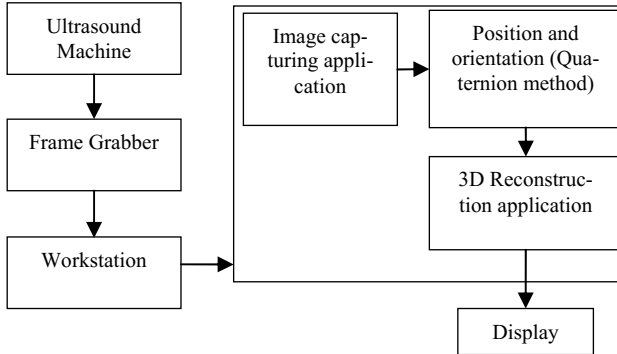 Ultrasound
Machine
Frame Grabber
Workstation
Image cap-
turing appli-
cation
Position and
orientation (Qua-
ternion method)
3D Reconstruc-
tion application
Display